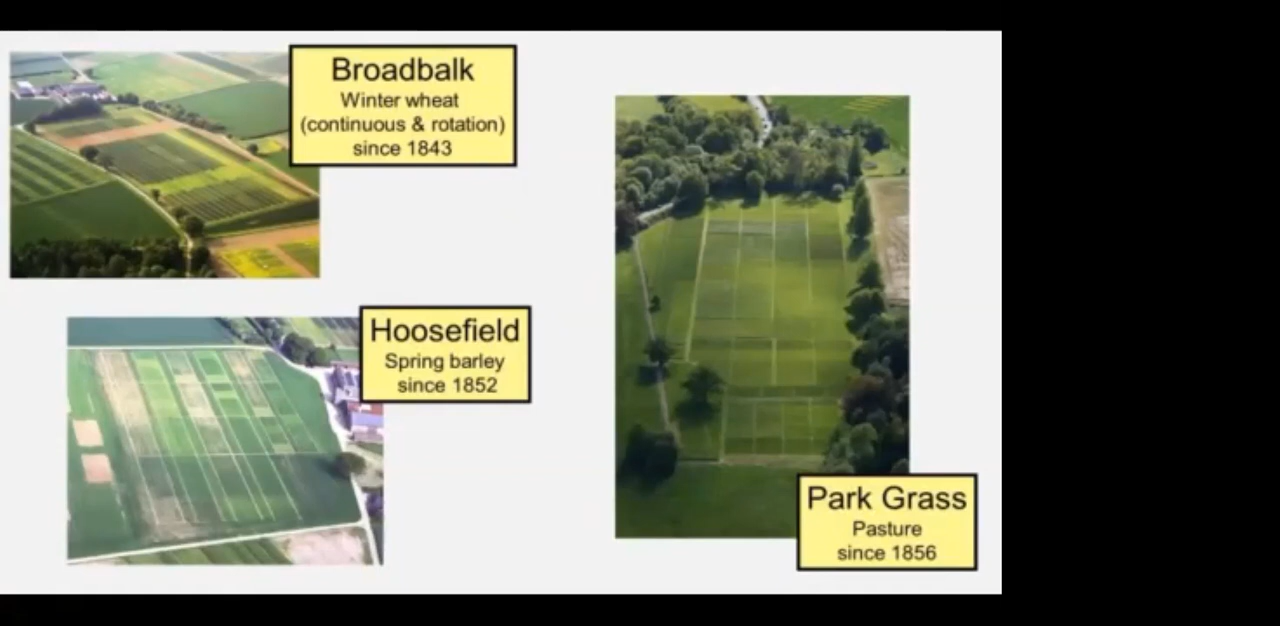 Broadbalk
Winter wheat
(continuous & rotation)
since 1843
Hoosefield
Spring barley
since 1852
Park Grass
Pasture
since 1856